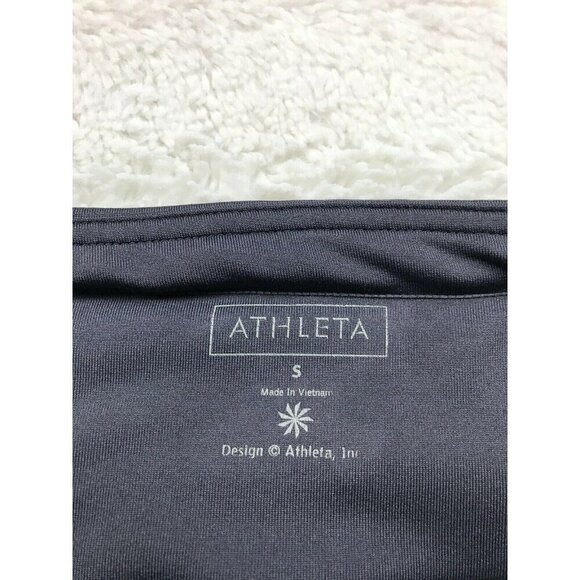 ATHLETA
S
Made In Vietnam
Design © Athleta, Inc